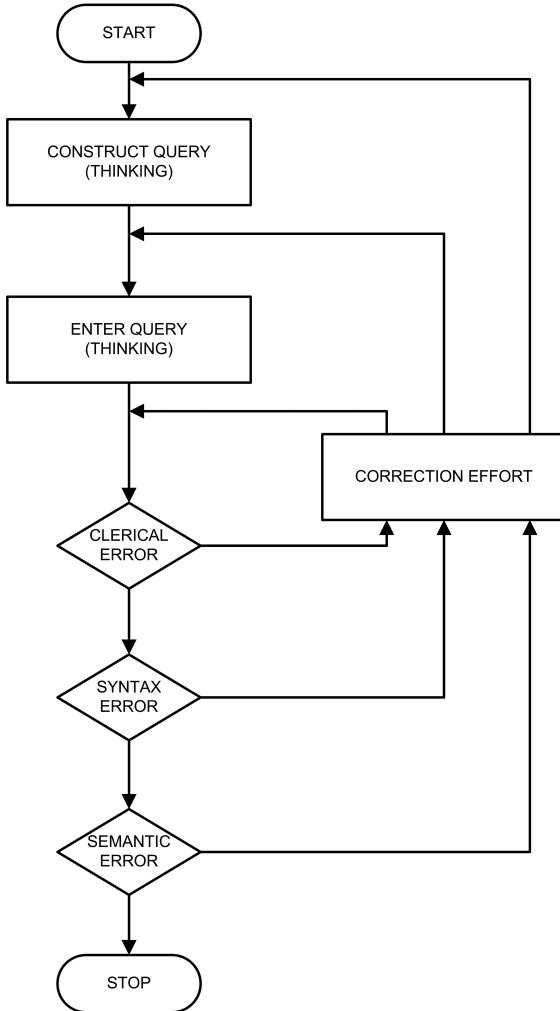 START
CONSTRUCT QUERY
(THINKING)
ENTER QUERY
(THINKING)
CORRECTION EFFORT
CLERICAL
ERROR
SYNTAX
ERROR
SEMANTIC
ERROR
STOP